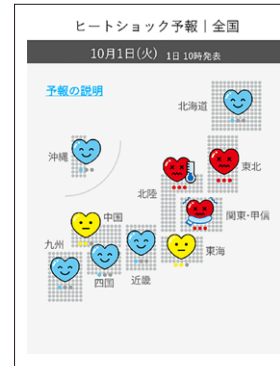 ヒートショック予報｜全国
10月1日(火) 1日 10時発表
予報の説明
北海道
沖縄
東北
北陸
関東・甲信
中国
東海
九州
四国
近畿